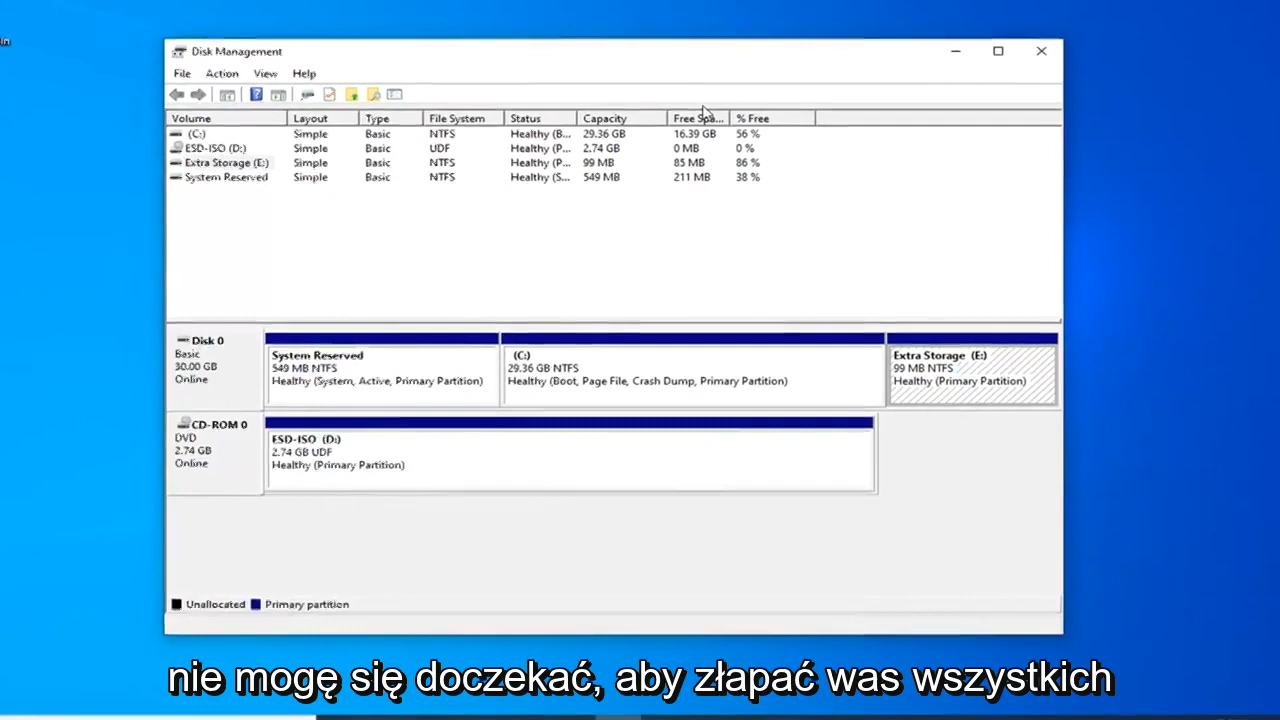 in
Disk Management
File Action View Help
Volume Layout Type File System Status Capacity Free Spa... % Free
(C:) Simple Basic NTFS Healthy (B... 29.36 GB 16.39 GB 56 %
ESD-ISO (D:) Simple Basic UDF Healthy (P... 2.74 GB 0 MB 0 %
Extra Storage (E:) Simple Basic NTFS Healthy (P... 99 MB 85 MB 86 %
System Reserved Simple Basic NTFS Healthy (S... 549 MB 211 MB 38 %
Disk 0
Basic
30.00 GB
Online
System Reserved
549 MB NTFS
Healthy (System, Active, Primary Partition)
(C:)
29.36 GB NTFS
Healthy (Boot, Page File, Crash Dump, Primary Partition)
Extra Storage (E:)
99 MB NTFS
Healthy (Primary Partition)
CD-ROM 0
DVD
2.74 GB
Online
ESD-ISO (D:)
2.74 GB UDF
Healthy (Primary Partition)
Unallocated Primary partition
nie mogę się doczekać, aby złapać was wszystkich